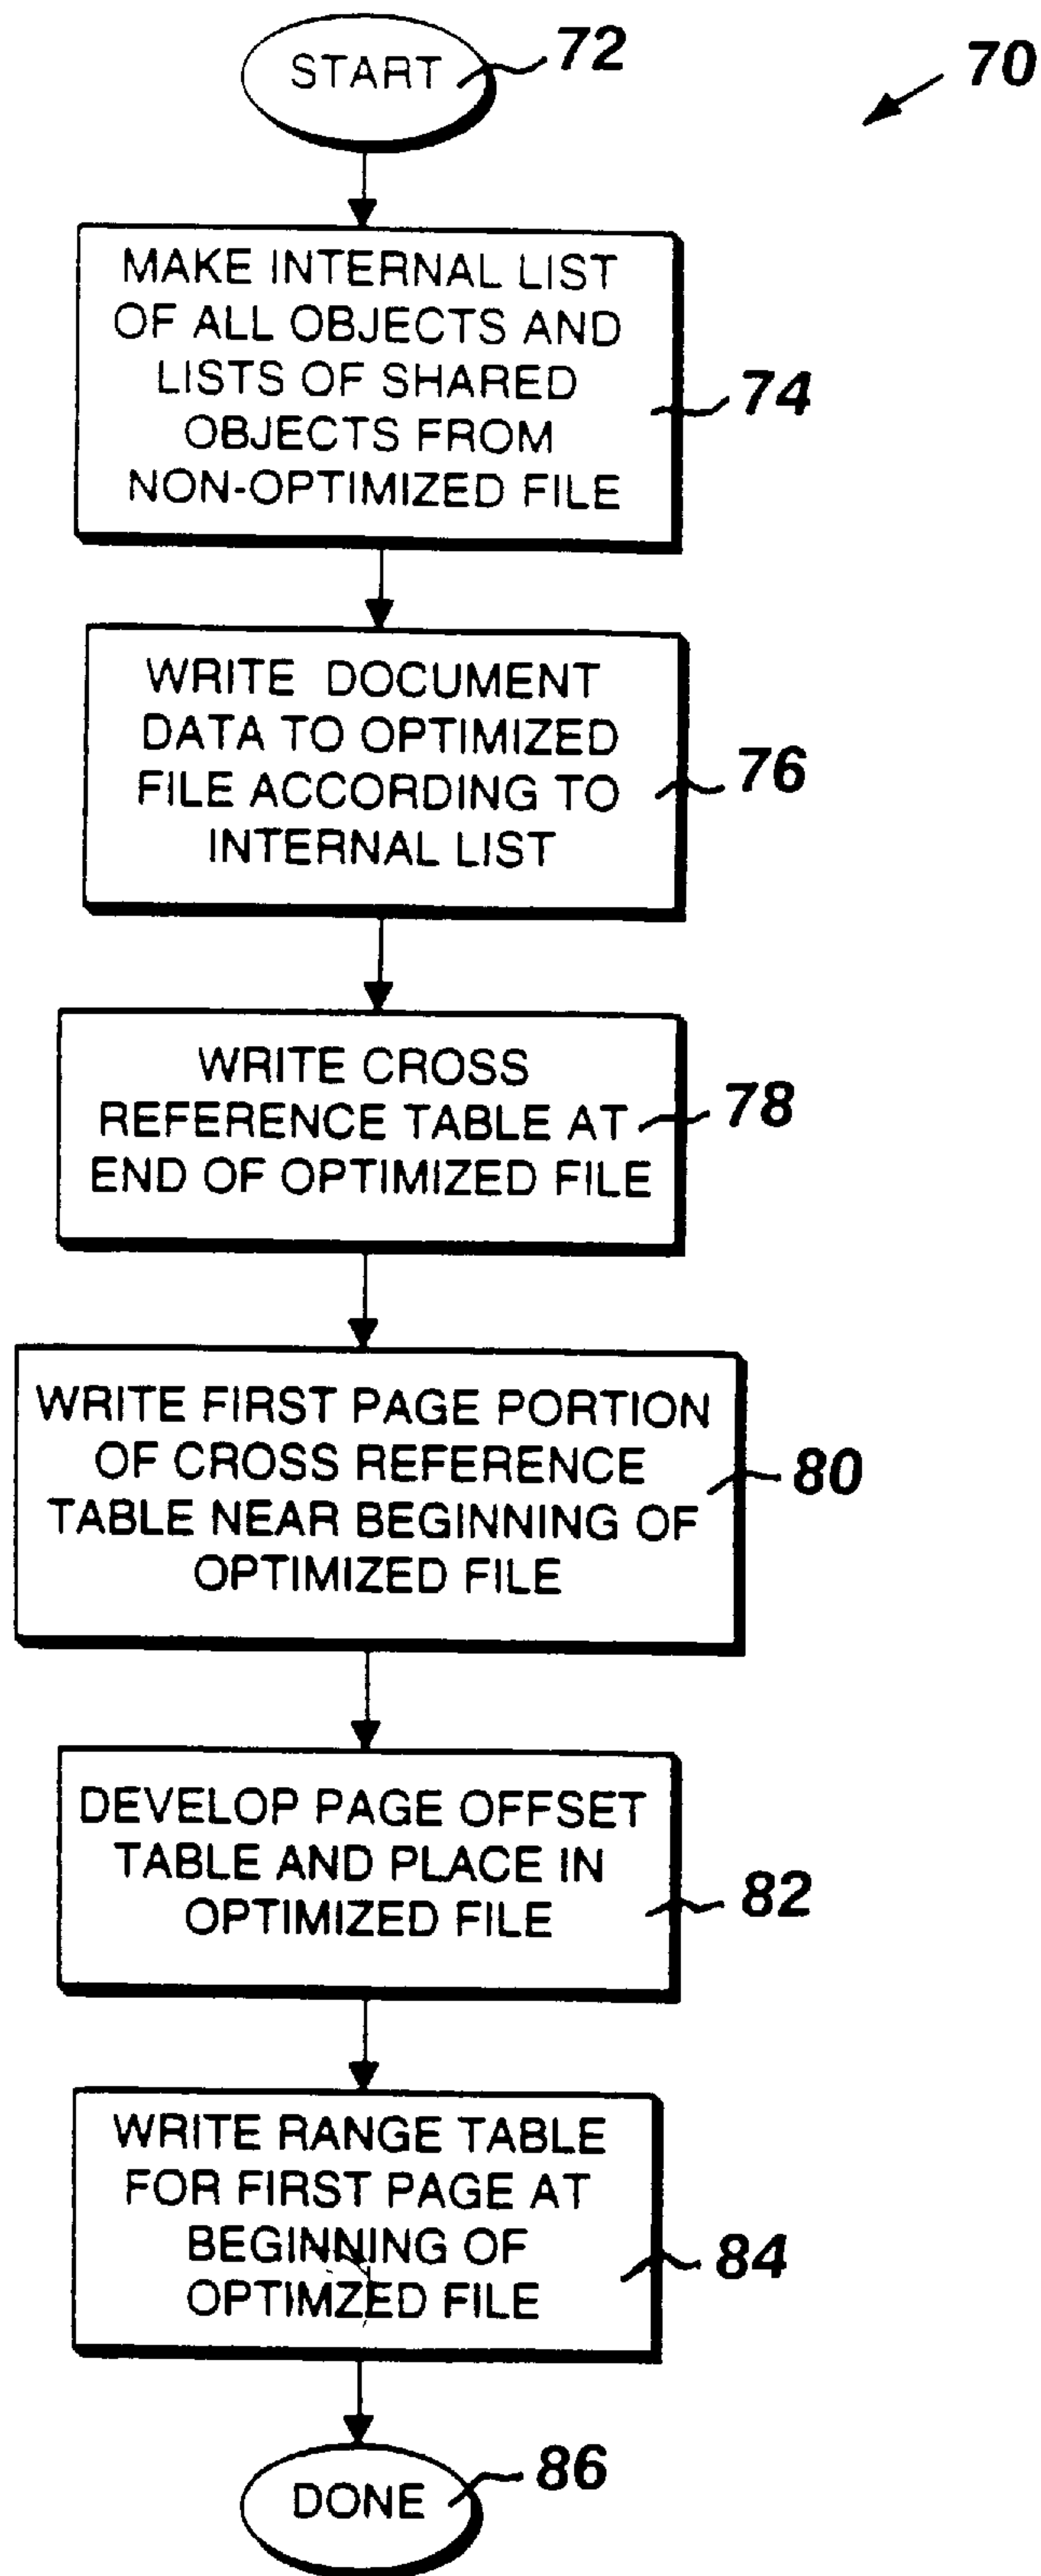 START
72
70
MAKE INTERNAL LIST
OF ALL OBJECTS AND
LISTS OF SHARED
OBJECTS FROM
NON-OPTIMIZED FILE
74
WRITE DOCUMENT
DATA TO OPTIMIZED
FILE ACCORDING TO
INTERNAL LIST
76
WRITE CROSS
REFERENCE TABLE AT
END OF OPTIMIZED FILE
78
WRITE FIRST PAGE PORTION
OF CROSS REFERENCE
TABLE NEAR BEGINNING OF
OPTIMIZED FILE
80
DEVELOP PAGE OFFSET
TABLE AND PLACE IN
OPTIMIZED FILE
82
WRITE RANGE TABLE
FOR FIRST PAGE AT
BEGINNING OF
OPTIMZED FILE
84
DONE
86